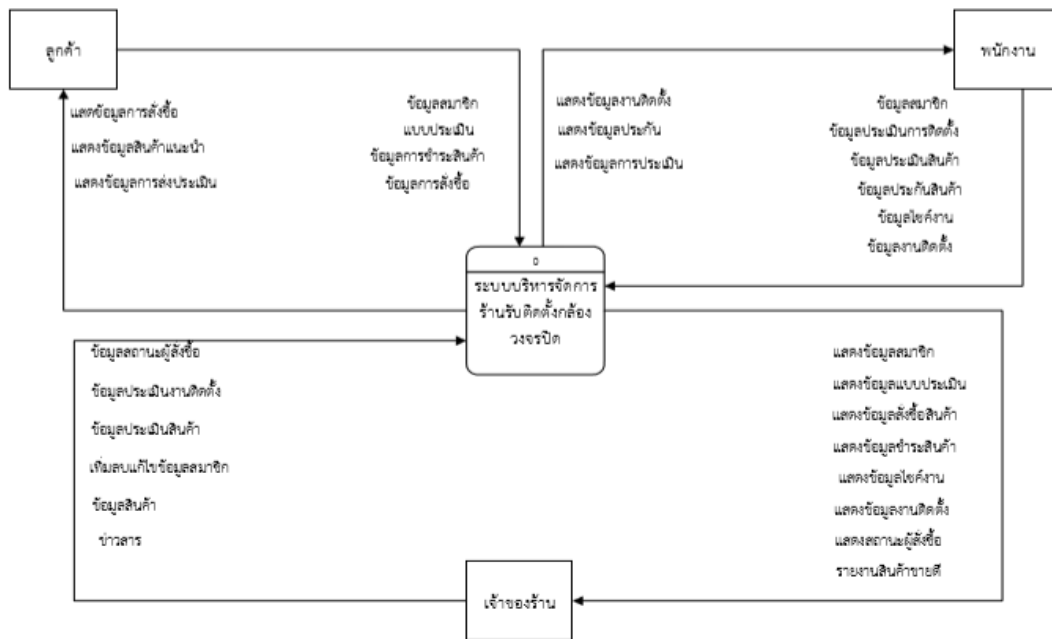 ลูกค้า
พนักงาน
แสดข้อมูลการสั่งซื้อ
แสดงข้อมูลสินค้าแนะนำ
แสดงข้อมูลการส่งประเมิน
ข้อมูลสมาชิก
แบบประเมิน
ข้อมูลการชำระสินค้า
ข้อมูลการสั่งซื้อ
แสดงข้อมูลงานติดตั้ง
แสดงข้อมูลประกัน
แสดงข้อมูลการประเมิน
ข้อมูลสมาชิก
ข้อมูลประเมินการติดตั้ง
ข้อมูลประเมินสินค้า
ข้อมูลประกันสินค้า
ข้อมูลไซค์งาน
ข้อมูลงานติดตั้ง
0
ระบบบริหารจัดการ
ร้านรับติดตั้งกล้อง
วงจรปิด
ข้อมูลสถานะผู้สั่งซื้อ
ข้อมูลประเมินงานติดตั้ง
ข้อมูลประเมินสินค้า
เพิ่มลบแก้ไขข้อมูลสมาชิก
ข้อมูลสินค้า
ข่าวสาร
แสดงข้อมูลสมาชิก
แสดงข้อมูลแบบประเมิน
แสดงข้อมูลสั่งซื้อสินค้า
แสดงข้อมูลชำระสินค้า
แสดงข้อมูลไซค์งาน
แสดงข้อมูลงานติดตั้ง
แสดงสถานะผู้สั่งซื้อ
รายงานสินค้าขายดี
เจ้าของร้าน